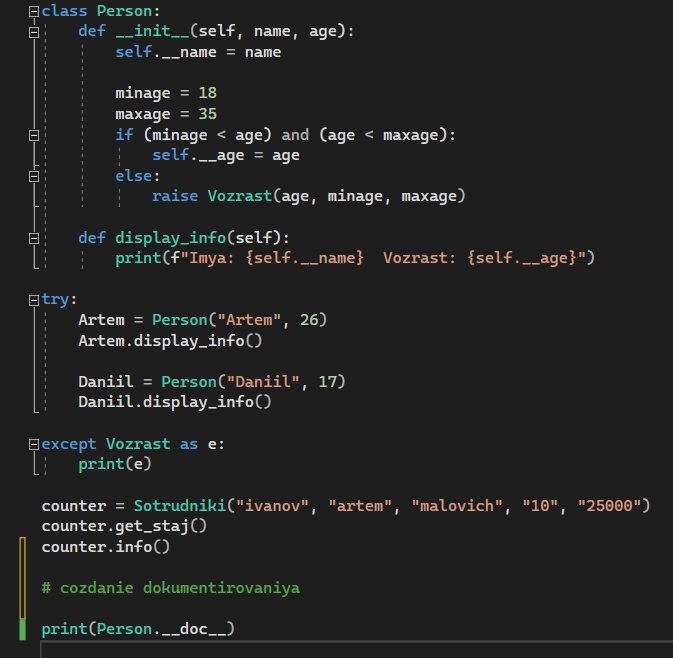 class Person:
def __init__(self, name, age):
self.__name = name
minage = 18
maxage = 35
if (minage < age) and (age < maxage):
self.__age = age
else:
raise Vozrast(age, minage, maxage)
def display_info(self):
print(f"Imya: {self.__name}  Vozrast: {self.__age}")
try:
Artem = Person("Artem", 26)
Artem.display_info()
Daniil = Person("Daniil", 17)
Daniil.display_info()
except Vozrast as e:
print(e)
counter = Sotrudniki("ivanov", "artem", "malovich", "10", "25000")
counter.get_staj()
counter.info()
# cozdanie dokumentirovaniya
print(Person.__doc__)